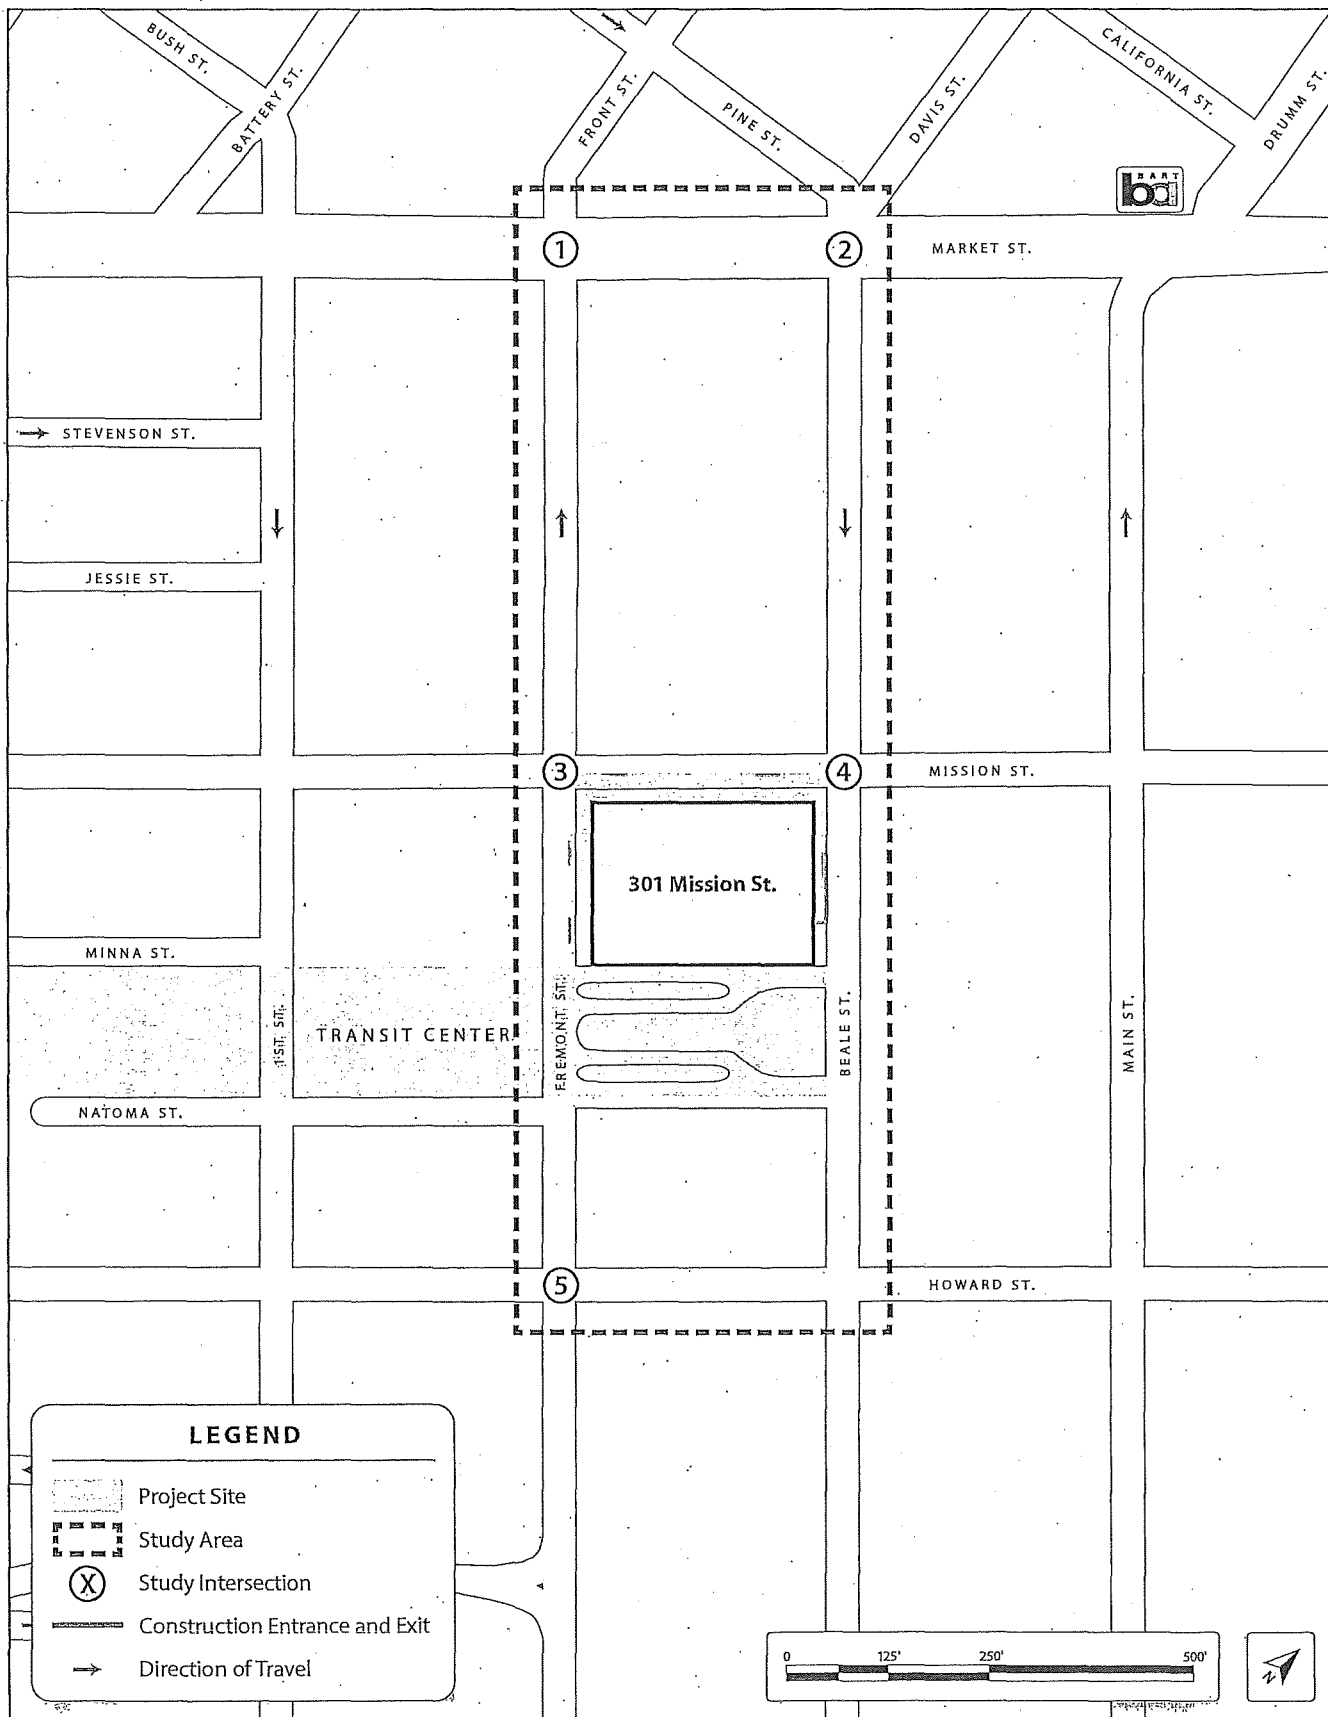 BUSH ST.
BATTERY ST.
FRONT ST.
PINE ST.
DAVIS ST.
CALIFORNIA ST.
DRUMM ST.
BART
ba
1
2
MARKET ST.
STEVENSON ST.
JESSIE ST.
3
4
MISSION ST.
301 Mission St.
MINNA ST.
1ST ST.
TRANSIT CENTER
FREMONT ST.
BEALE ST.
MAIN ST.
NATOMA ST.
5
HOWARD ST.
LEGEND
Project Site
Study Area
X Study Intersection
Construction Entrance and Exit
Direction of Travel
0 125' 250' 500'
N